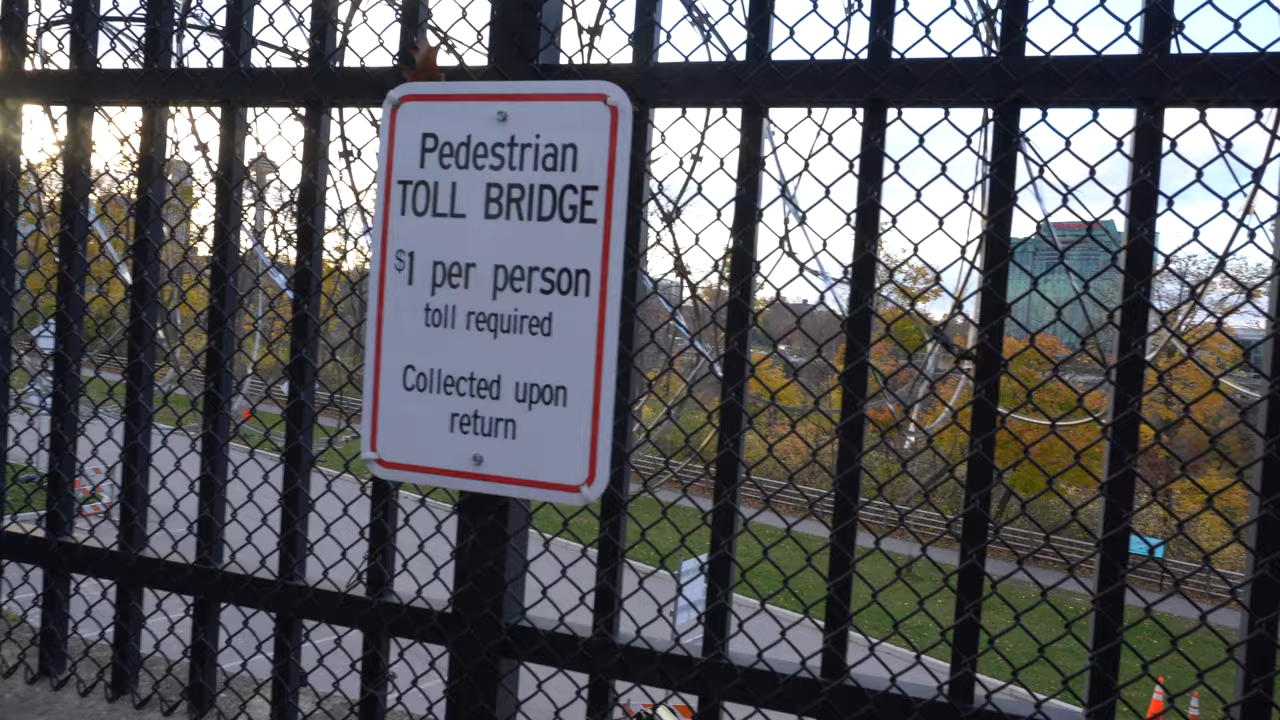 Pedestrian
TOLL BRIDGE
$1 per person
toll required
Collected upon
return